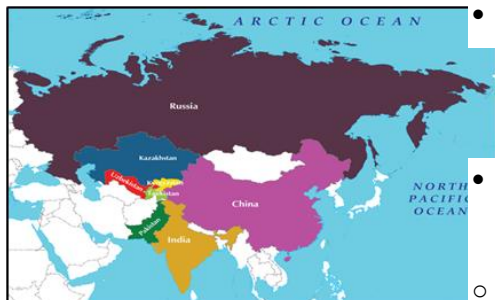 ARCTIC OCEAN
Russia
Kazakhstan
Uzbekistan
China
Pakistan
India
NORTH
PACIFIC
OCEAN